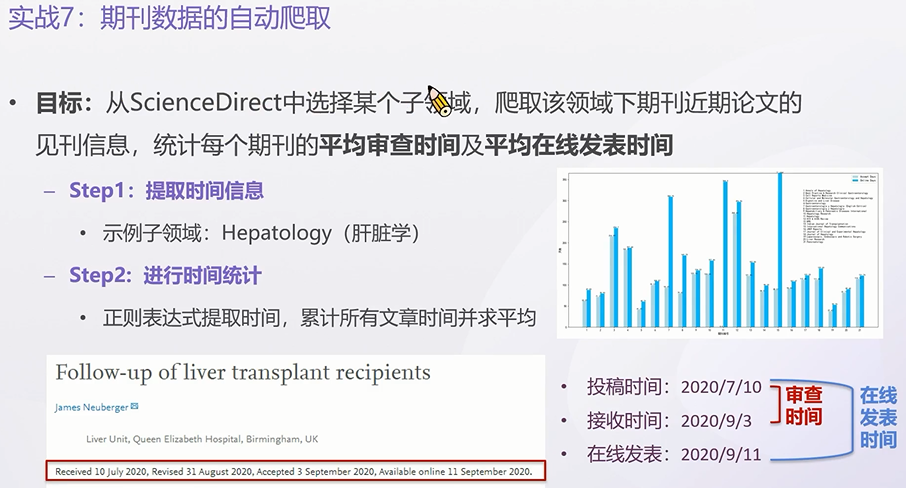 实战7：期刊数据的自动爬取
• 目标：从ScienceDirect中选择某个子领域，爬取该领域下期刊近期论文的
见刊信息，统计每个期刊的平均审查时间及平均在线发表时间
– Step1：提取时间信息
• 示例子领域：Hepatology（肝脏学）
– Step2：进行时间统计
• 正则表达式提取时间，累计所有文章时间并求平均
Follow-up of liver transplant recipients
James Neuberger
Liver Unit, Queen Elizabeth Hospital, Birmingham, UK
Received 10 July 2020, Revised 31 August 2020, Accepted 3 September 2020, Available online 11 September 2020.
• 投稿时间：2020/7/10
• 接收时间：2020/9/3
• 在线发表：2020/9/11
审查
时间
在线
发表
时间